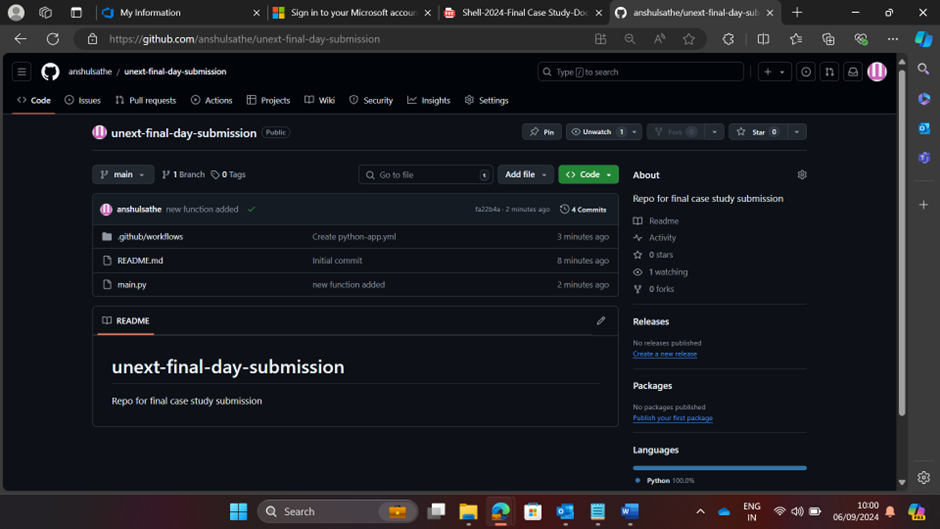 My Information
Sign in to your Microsoft accoun
Shell-2024-Final Case Study-Doc
anshulsathe/unext-final-day-sub
https://github.com/anshulsathe/unext-final-day-submission
anshulsathe / unext-final-day-submission
Type / to search
Code Issues Pull requests Actions Projects Wiki Security Insights Settings
unext-final-day-submission Public
Pin Unwatch 1 Fork 0 Star 0
main 1 Branch 0 Tags Go to file t Add file Code
About
Repo for final case study submission
anshulsathe new function added fa22b4a · 2 minutes ago 4 Commits
Readme
.github/workflows Create python-app.yml 3 minutes ago
Activity
README.md Initial commit 8 minutes ago
0 stars
1 watching
main.py new function added 2 minutes ago
0 forks
README
Releases
No releases published
Create a new release
unext-final-day-submission
Repo for final case study submission
Packages
No packages published
Publish your first package
Languages
Python 100.0%
Search
ENG
IN
10:00
06/09/2024